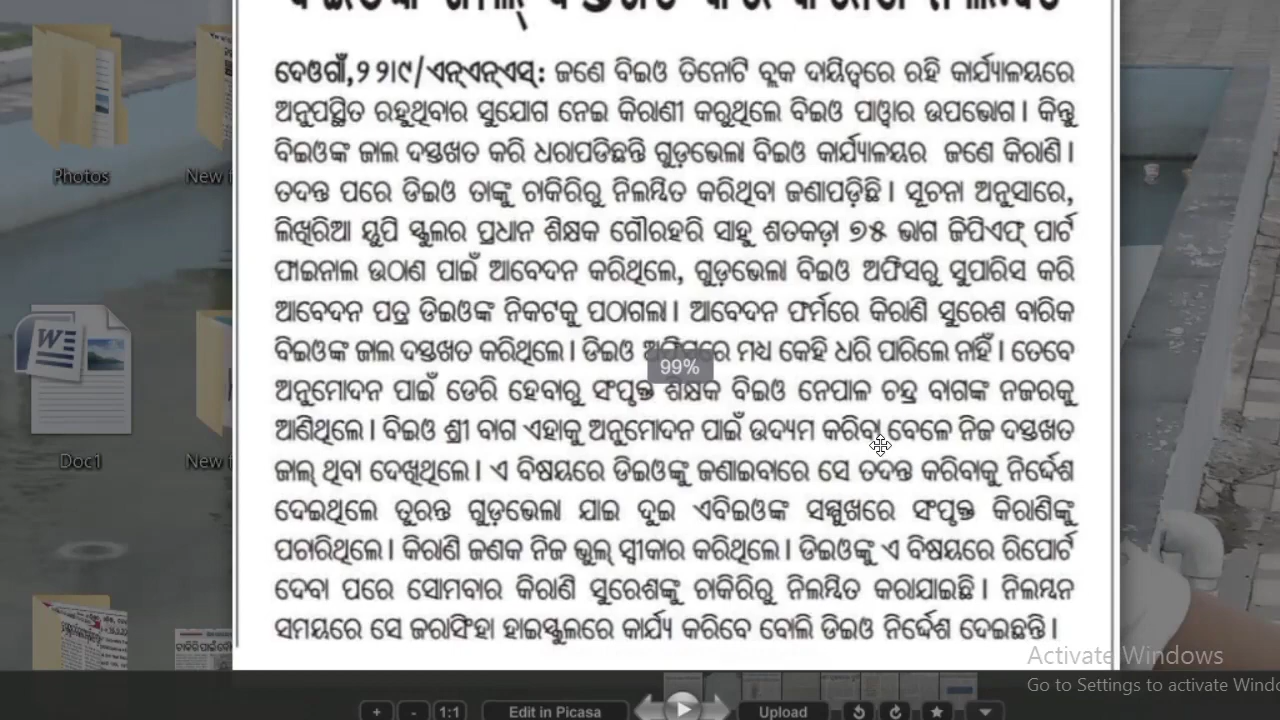 ଦେଓଗାଁ,୨୨ା୯/ଏନ୍ଏନ୍ଏସ୍: ଜଣେ ବିଇଓ ତିନୋଟି ବ୍ଲକ ଦାୟିତ୍ୱରେ ରହି କାର୍ଯ୍ୟାଳୟରେ
ଅନୁପସ୍ଥିତ ରହୁଥିବାର ସୁଯୋଗ ନେଇ କିରାଣୀ କରୁଥିଲେ ବିଇଓ ପାଓ୍ୱାର ଉପଭୋଗ। କିନ୍ତୁ
ବିଇଓଙ୍କ ଜାଲ ଦସ୍ତଖତ କରି ଧରାପଡିଛନ୍ତି ଗୁଡ଼ଭେଳା ବିଇଓ କାର୍ଯ୍ୟାଳୟର ଜଣେ କିରାଣି।
ତଦନ୍ତ ପରେ ଡିଇଓ ତାଙ୍କୁ ଚାକିରିରୁ ନିଲମ୍ବିତ କରିଥିବା ଜଣାପଡ଼ିଛି। ସୂଚନା ଅନୁସାରେ,
ଲିଖିରିଆ ୟୁପି ସ୍କୁଲର ପ୍ରଧାନ ଶିକ୍ଷକ ଗୌରହରି ସାହୁ ଶତକଡ଼ା ୭୫ ଭାଗ ଜିପିଏଫ୍ ପାର୍ଟ
ଫାଇନାଲ ଉଠାଣ ପାଇଁ ଆବେଦନ କରିଥିଲେ, ଗୁଡ଼ଭେଳା ବିଇଓ ଅଫିସରୁ ସୁପାରିସ କରି
ଆବେଦନ ପତ୍ର ଡିଇଓଙ୍କ ନିକଟକୁ ପଠାଗଲା। ଆବେଦନ ଫର୍ମରେ କିରାଣି ସୁରେଶ ବାରିକ
ବିଇଓଙ୍କ ଜାଲ ଦସ୍ତଖତ କରିଥିଲେ। ଡିଇଓ ଅଫିସରେ ମଧ୍ୟ କେହି ଧରି ପାରିଲେ ନାହିଁ। ତେବେ
99%
ଅନୁମୋଦନ ପାଇଁ ଡେରି ହେବାରୁ ସଂପୃକ୍ତ ଶିକ୍ଷକ ବିଇଓ ନେପାଳ ଚନ୍ଦ୍ର ବାଗଙ୍କ ନଜରକୁ
ଆଣିଥିଲେ। ବିଇଓ ଶ୍ରୀ ବାଗ ଏହାକୁ ଅନୁମୋଦନ ପାଇଁ ଉଦ୍ୟମ କରିବା ବେଳେ ନିଜ ଦସ୍ତଖତ
ଜାଲ୍ ଥିବା ଦେଖିଥିଲେ। ଏ ବିଷୟରେ ଡିଇଓଙ୍କୁ ଜଣାଇବାରେ ସେ ତଦନ୍ତ କରିବାକୁ ନିର୍ଦ୍ଦେଶ
ଦେଇଥିଲେ ତୁରନ୍ତ ଗୁଡ଼ଭେଳା ଯାଇ ଦୁଇ ଏବିଇଓଙ୍କ ସମ୍ମୁଖରେ ସଂପୃକ୍ତ କିରାଣିଙ୍କୁ
ପଚାରିଥିଲେ। କିରାଣି ଜଣକ ନିଜ ଭୁଲ୍ ସ୍ୱୀକାର କରିଥିଲେ। ଡିଇଓଙ୍କୁ ଏ ବିଷୟରେ ରିପୋର୍ଟ
ଦେବା ପରେ ସୋମବାର କିରାଣି ସୁରେଶଙ୍କୁ ଚାକିରିରୁ ନିଲମ୍ବିତ କରାଯାଇଛି। ନିଲମ୍ବନ
ସମୟରେ ସେ ଜରାସିଂହା ହାଇସ୍କୁଲରେ କାର୍ଯ୍ୟ କରିବେ ବୋଲି ଡିଇଓ ନିର୍ଦ୍ଦେଶ ଦେଇଛନ୍ତି।
Photos
New
Doc1
New
Activate Windows
Go to Settings to activate
+ - 1:1 Edit in Picasa Upload